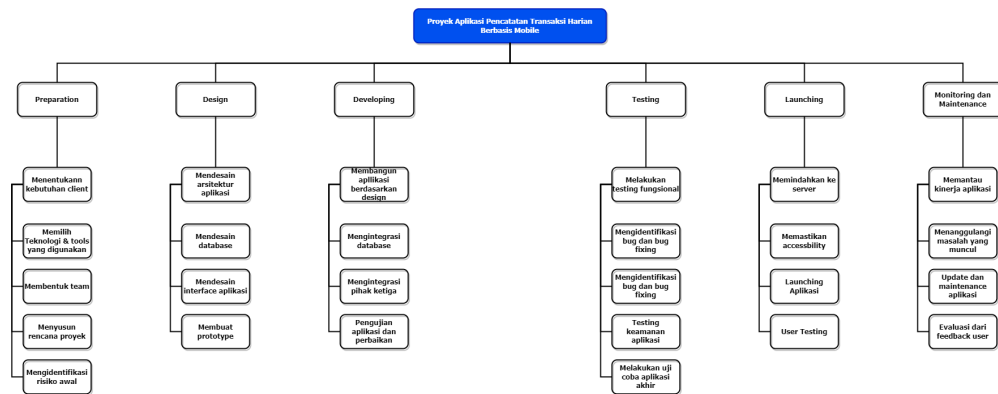 Proyek Aplikasi Pencatatan Transaksi Harian
Berbasis Mobile
Preparation
Design
Developing
Testing
Launching
Monitoring dan
Maintenance
Menentukann
kebutuhan client
Memilih
Teknologi & tools
yang digunakan
Membentuk team
Menyusun
rencana proyek
Mengidentifikasi
risiko awal
Mendesain
arsitektur
aplikasi
Mendesain
database
Mendesain
interface aplikasi
Membuat
prototype
Membangun
apllikasi
berdasarkan
design
Mengintegrasi
database
Mengintegrasi
pihak ketiga
Pengujian
aplikasi dan
perbaikan
Melakukan
testing fungsional
Mengidentifikasi
bug dan bug
fixing
Mengidentifikasi
bug dan bug
fixing
Testing
keamanan
aplikasi
Melakukan uji
coba aplikasi
akhir
Memindahkan ke
server
Memastikan
accessbility
Launching
Aplikasi
User Testing
Memantau
kinerja aplikasi
Menanggulangi
masalah yang
muncul
Update dan
maintenance
aplikasi
Evaluasi dari
feedback user